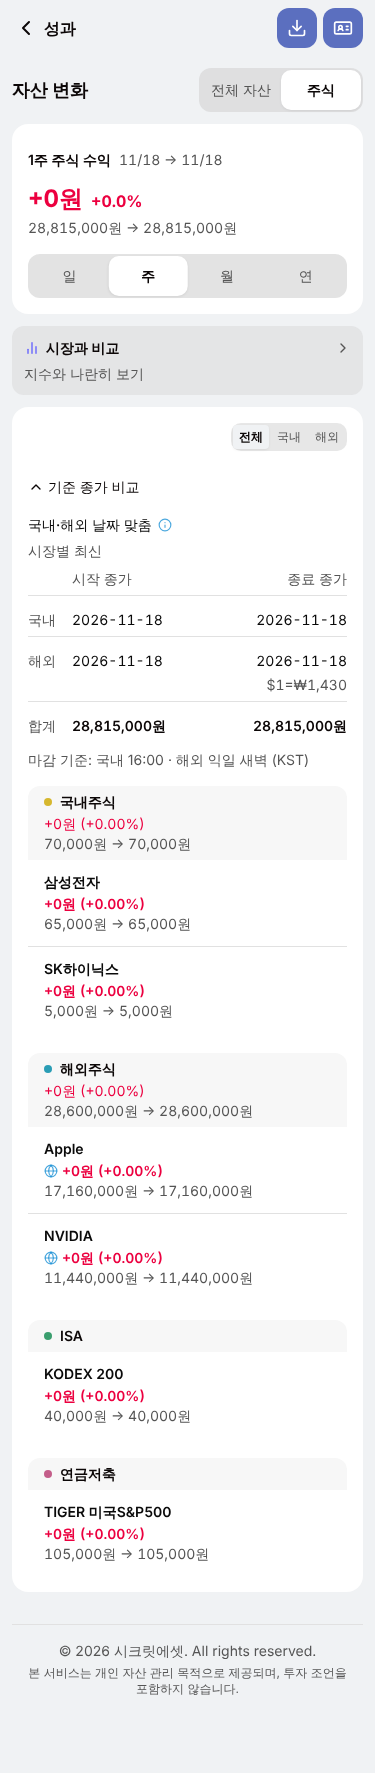 성과
자산 변화
전체 자산 주식
1주 주식 수익 11/18 → 11/18
+0원 +0.0%
28,815,000원 → 28,815,000원
일 주 월 연
시장과 비교
지수와 나란히 보기
전체 국내 해외
기준 종가 비교
국내·해외 날짜 맞춤
시장별 최신
시작 종가 종료 종가
국내 2026-11-18 2026-11-18
해외 2026-11-18 2026-11-18
$1=₩1,430
합계 28,815,000원 28,815,000원
마감 기준: 국내 16:00 · 해외 익일 새벽 (KST)
국내주식
+0원 (+0.00%)
70,000원 → 70,000원
삼성전자
+0원 (+0.00%)
65,000원 → 65,000원
SK하이닉스
+0원 (+0.00%)
5,000원 → 5,000원
해외주식
+0원 (+0.00%)
28,600,000원 → 28,600,000원
Apple
+0원 (+0.00%)
17,160,000원 → 17,160,000원
NVIDIA
+0원 (+0.00%)
11,440,000원 → 11,440,000원
ISA
KODEX 200
+0원 (+0.00%)
40,000원 → 40,000원
연금저축
TIGER 미국S&P500
+0원 (+0.00%)
105,000원 → 105,000원
© 2026 시크릿에셋. All rights reserved.
본 서비스는 개인 자산 관리 목적으로 제공되며, 투자 조언을
포함하지 않습니다.